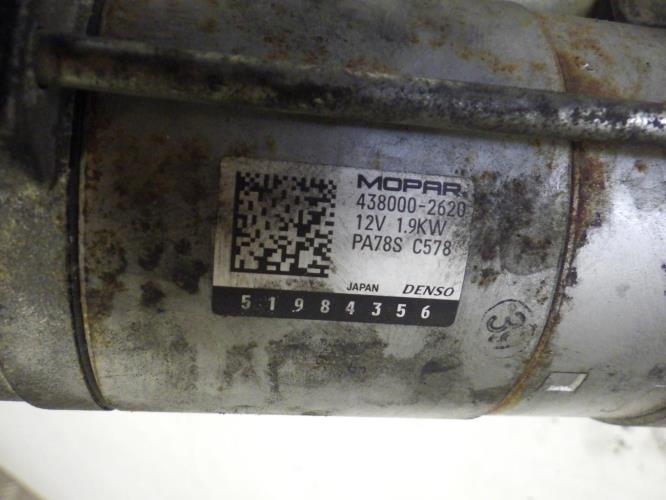 MOPAR
438000-2620
12V 1.9KW
PA78S C578
JAPAN DENSO
51984356